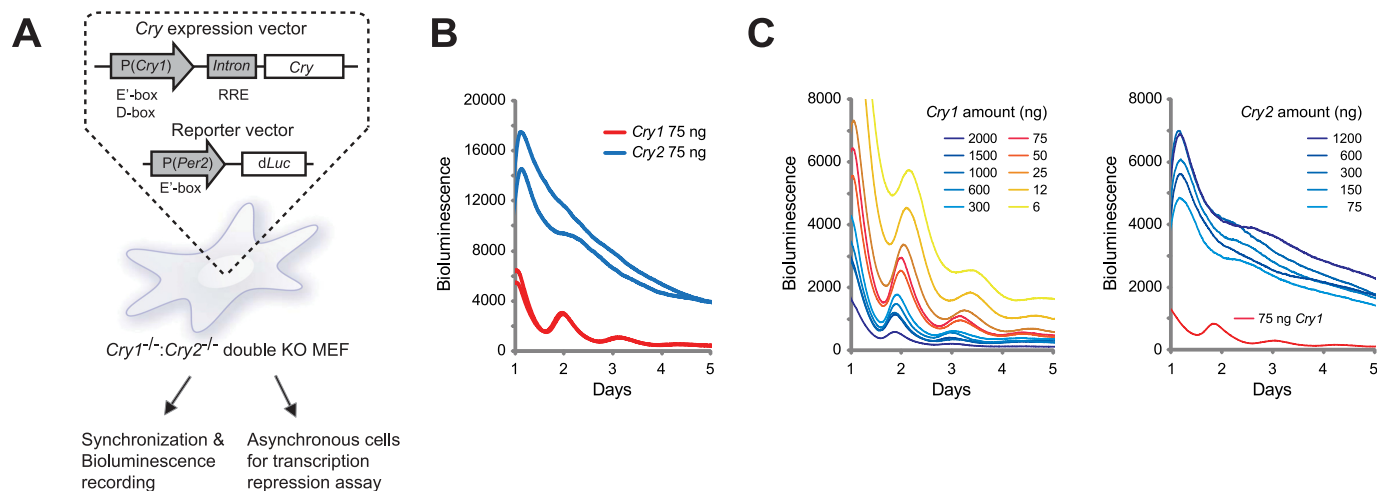 A
Cry expression vector
P(Cry1)
Intron
Cry
E'-box
RRE
D-box
Reporter vector
P(Per2)
dLuc
E'-box
Cry1-/-:Cry2-/- double KO MEF
Synchronization &
Bioluminescence
recording
Asynchronous cells
for transcription
repression assay
B
20000
16000
12000
8000
4000
0
Bioluminescence
Cry1 75 ng
Cry2 75 ng
1 2 3 4 5
Days
C
8000
6000
4000
2000
0
Bioluminescence
Cry1 amount (ng)
2000 75
1500 50
1000 25
600 12
300 6
1 2 3 4 5
Days
8000
6000
4000
2000
0
Bioluminescence
Cry2 amount (ng)
1200
600
300
150
75
75 ng Cry1
1 2 3 4 5
Days